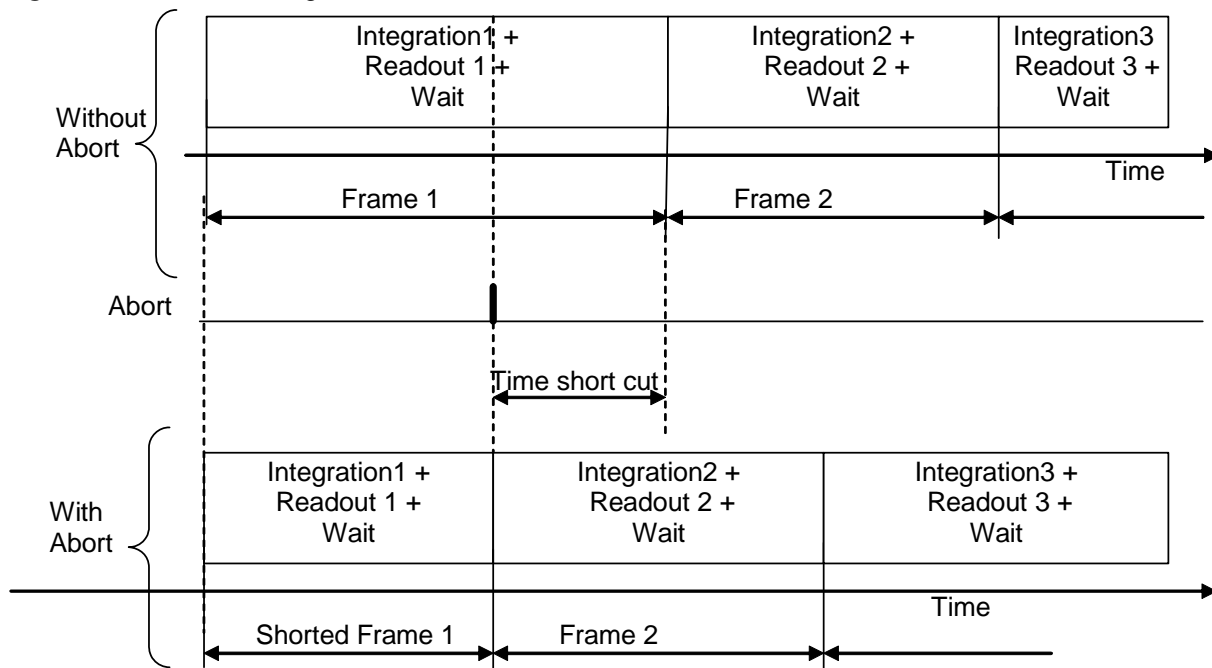 Integration1 +
Readout 1 +
Wait
Integration2 +
Readout 2 +
Wait
Integration3
Readout 3 +
Wait
Without
Abort
Time
Frame 1
Frame 2
Abort
Time short cut
Integration1 +
Readout 1 +
Wait
Integration2 +
Readout 2 +
Wait
Integration3 +
Readout 3 +
Wait
With
Abort
Time
Shorted Frame 1
Frame 2